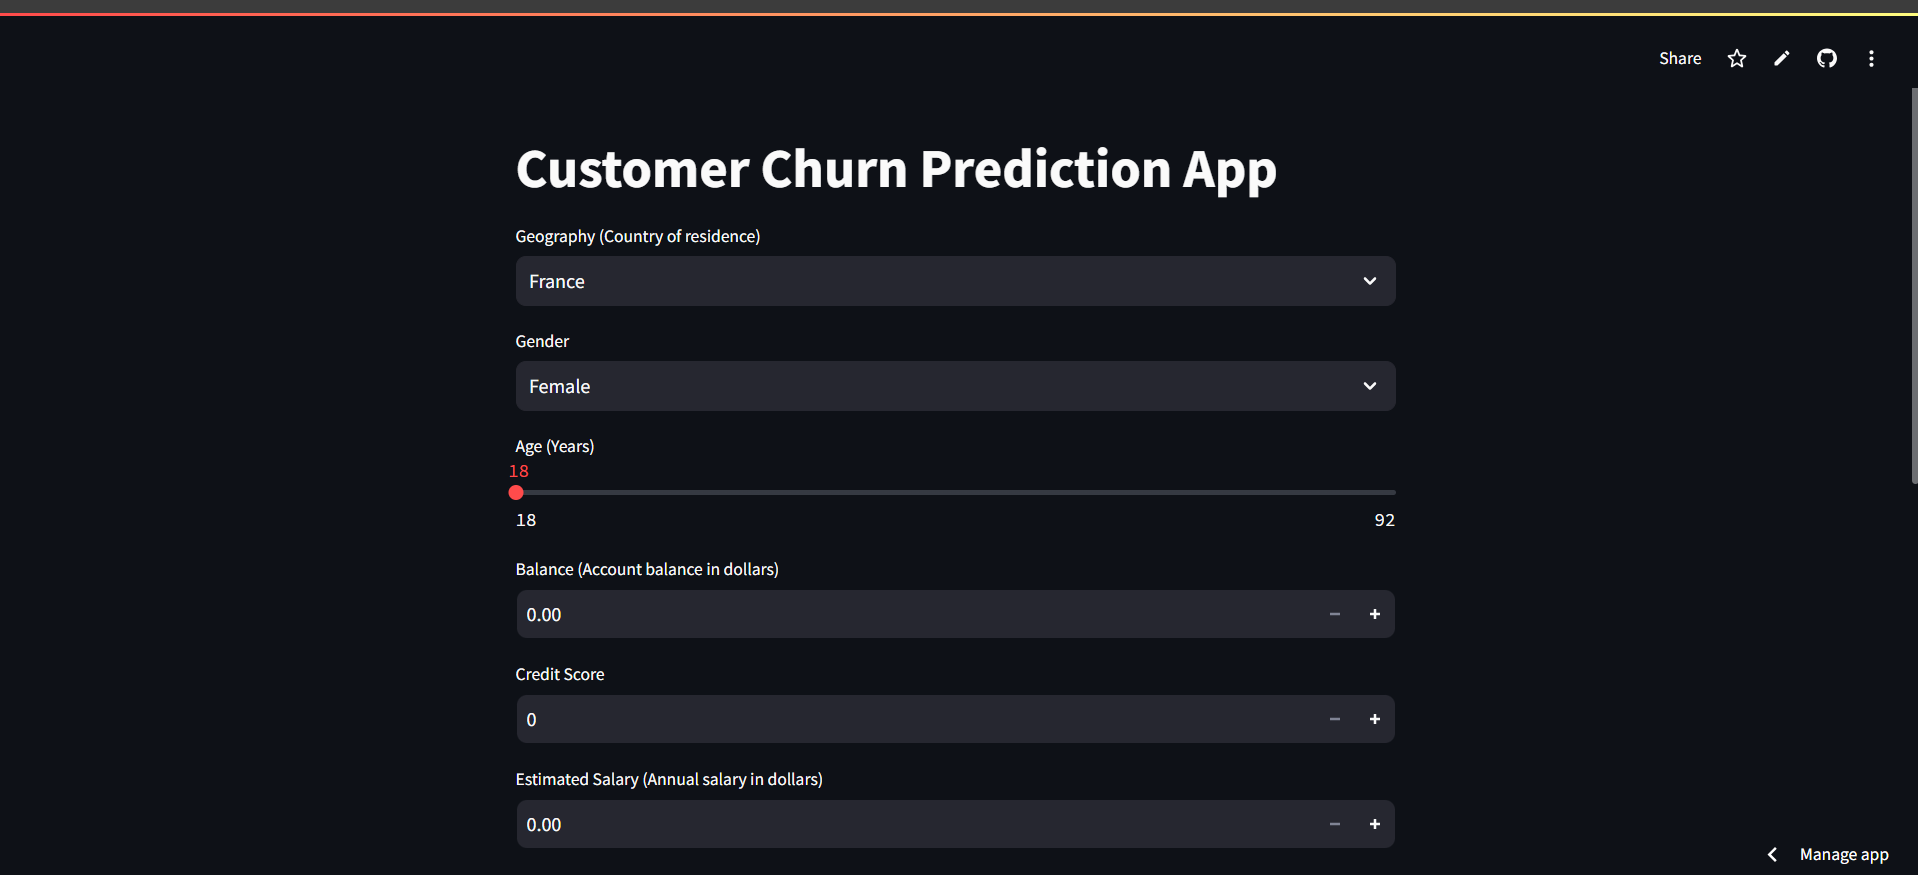 Share
Customer Churn Prediction App
Geography (Country of residence)
France
Gender
Female
Age (Years)
18
18 92
Balance (Account balance in dollars)
0.00
Credit Score
0
Estimated Salary (Annual salary in dollars)
0.00
Manage app